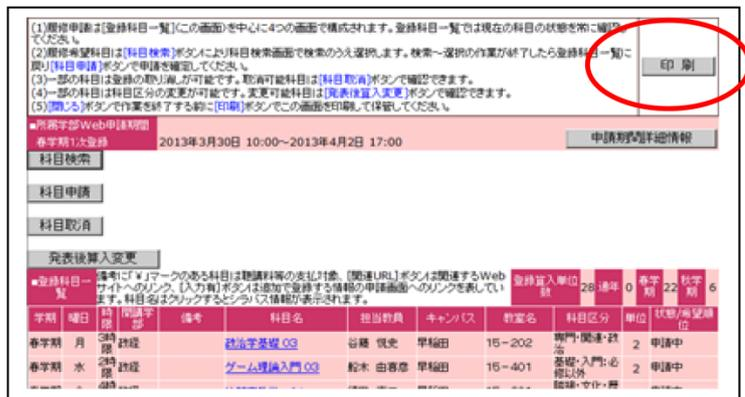 (1)履修申請は[登録科目一覧](この画面)を中心に4つの画面で構成されます。登録科目一覧では現在の科目の状態を常に確認し
てください。
(2)履修希望科目は[科目検索]ボタンにより科目検索画面で検索のうえ選択します。検索～選択の作業が終了したら登録科目一覧に
戻り[科目申請]ボタンで申請を確定してください。
(3)一部の科目は登録の取り消しが可能です。取消可能科目は[科目取消]ボタンで確認できます。
(4)一部の科目は科目区分の変更が可能です。変更可能科目は[発表後算入変更]ボタンで確認できます。
(5)[閉じる]ボタンで作業を終了する前に[印刷]ボタンでこの画面を印刷して保管してください。
印 刷
■所属学部Web申請期間
春学期1次登録 2013年3月30日 10:00～2013年4月2日 17:00
申請期間詳細情報
科目検索
科目申請
科目取消
発表後算入変更
■登録科目一覧
備考に「￥」マークのある科目は聴講料等の支払対象、[関連URL]ボタンは関連するWeb
サイトへのリンク、[入力有]ボタンは追加で登録する情報の申請画面へのリンクを表してい
ます。科目名はクリックするとシラバス情報が表示されます。
登録算入単位数 28 通年 0 春学期 22 秋学期 6
学期 曜日 時限 開講学部 備考 科目名 担当教員 キャンパス 教室名 科目区分 単位 状態/希望順位
春学期 月 3時限 政経 政治学基礎 03 谷藤 悦史 早稲田 15-202 専門・関連・政治 2 申請中
春学期 水 2時限 政経 ゲーム理論入門 03 船木 由喜彦 早稲田 15-401 基礎・入門:必修以外 2 申請中